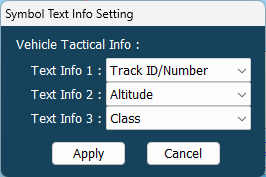 Symbol Text Info Setting
Vehicle Tactical Info :
Text Info 1 : Track ID/Number
Text Info 2 : Altitude
Text Info 3 : Class
Apply Cancel